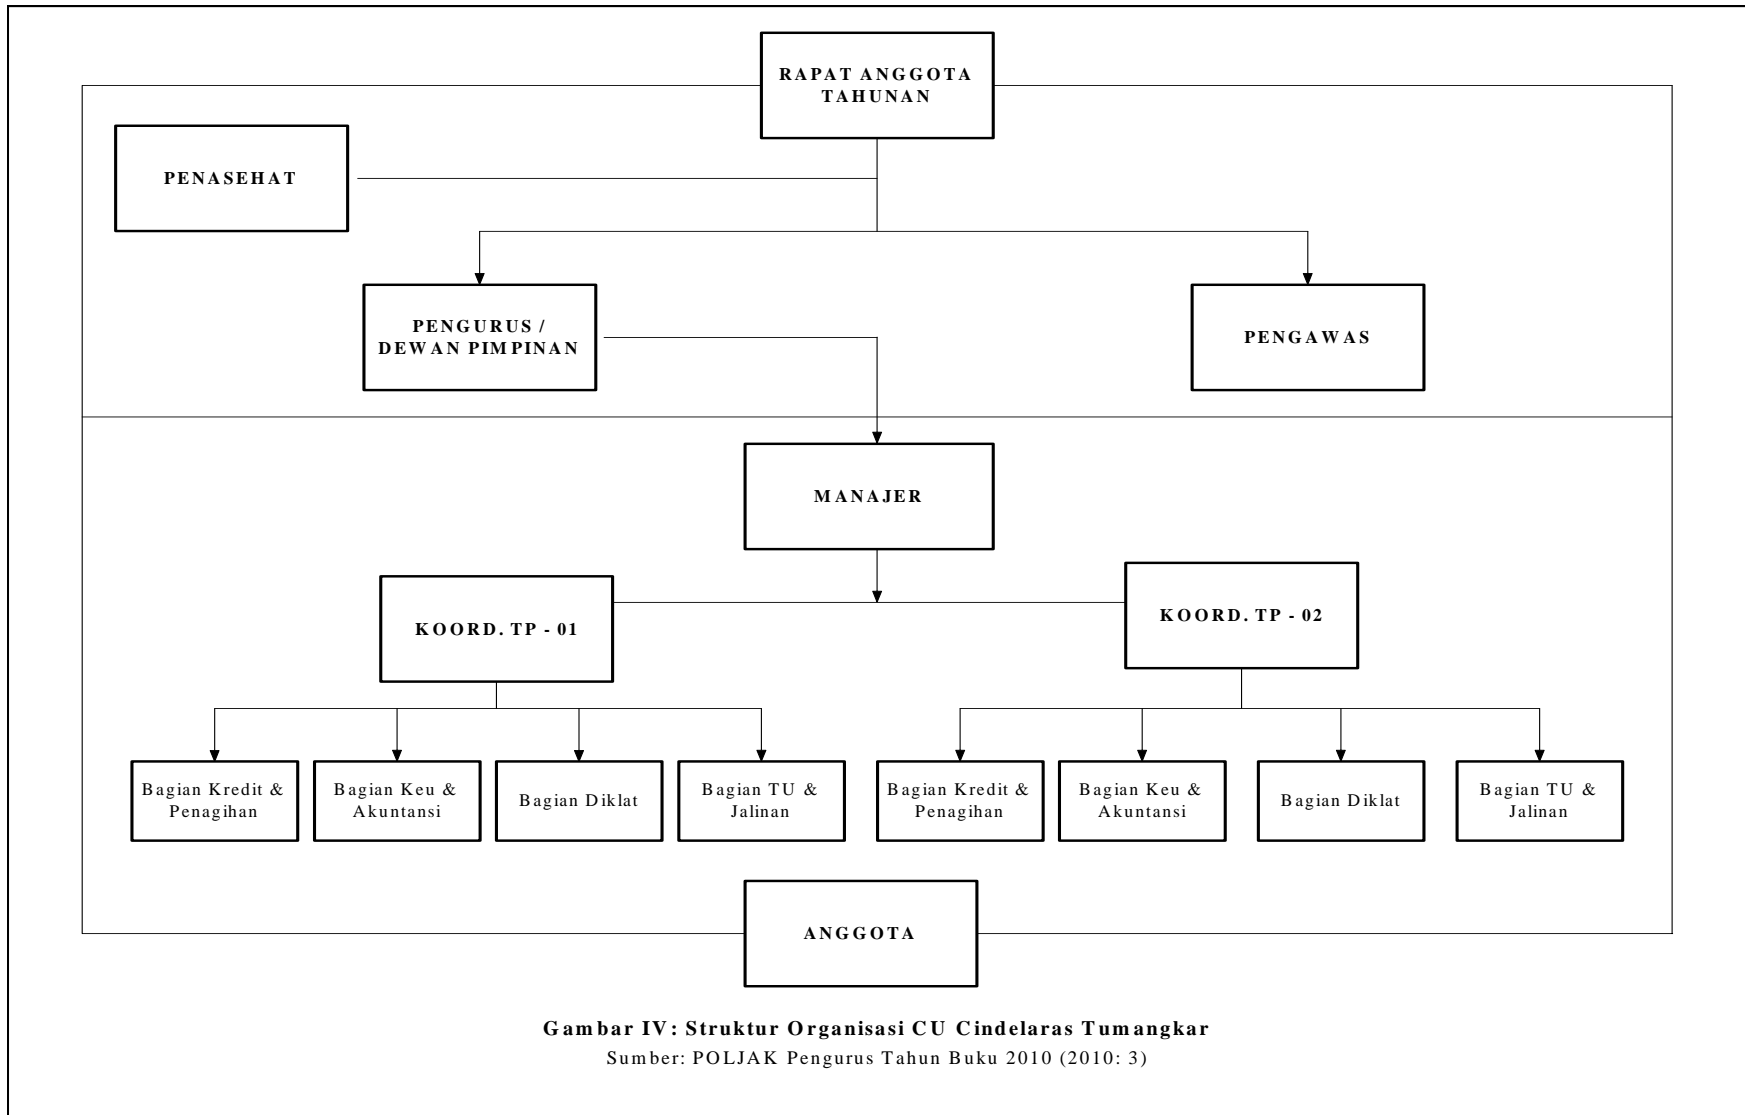 RAPAT ANGGOTA
TAHUNAN
PENASEHAT
PENGURUS /
DEWAN PIMPINAN
PENGAWAS
MANAJER
KOORD. TP - 01
KOORD. TP - 02
Bagian Kredit &
Penagihan
Bagian Keu &
Akuntansi
Bagian Diklat
Bagian TU &
Jalinan
Bagian Kredit &
Penagihan
Bagian Keu &
Akuntansi
Bagian Diklat
Bagian TU &
Jalinan
ANGGOTA
Gambar IV: Struktur Organisasi CU Cindelaras Tumangkar
Sumber: POLJAK Pengurus Tahun Buku 2010 (2010: 3)